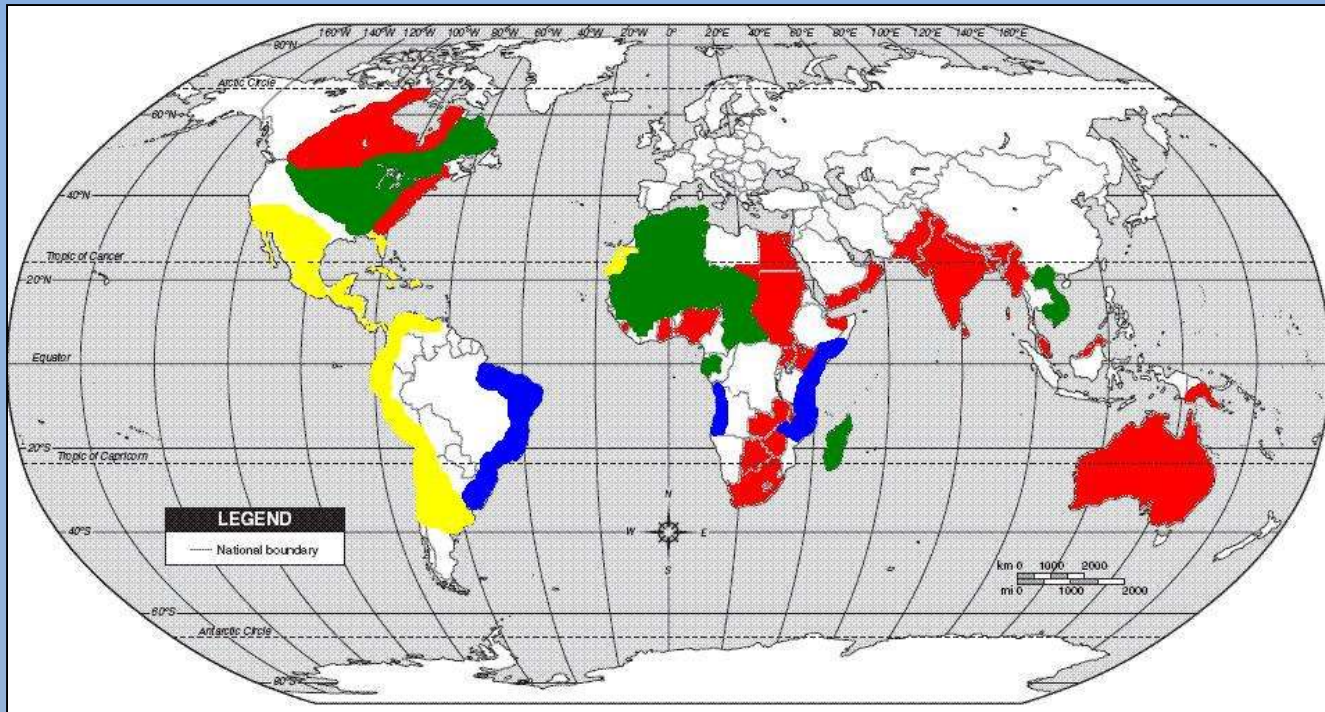 160°W 140°W 120°W 100°W 80°W 60°W 40°W 20°W 0° 20°E 40°E 60°E 80°E 100°E 120°E 140°E 160°E
80°N
Arctic Circle
60°N
40°N
Tropic of Cancer
20°N
Equator
20°S
Tropic of Capricorn
LEGEND
National boundary
40°S
N
W E
S
km 0 1000 2000
mi 0 1000 2000
60°S
Antarctic Circle
80°S